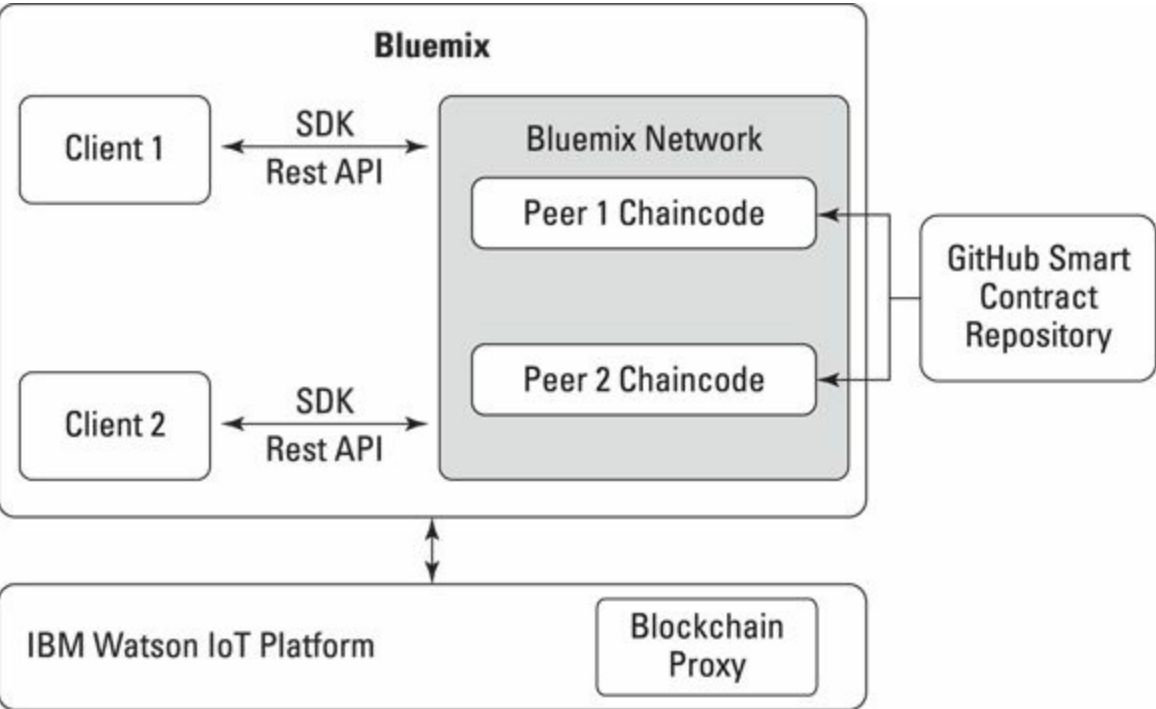 Bluemix
Client 1
SDK
Rest API
Bluemix Network
Peer 1 Chaincode
GitHub Smart
Contract
Repository
Peer 2 Chaincode
Client 2
SDK
Rest API
IBM Watson IoT Platform
Blockchain
Proxy